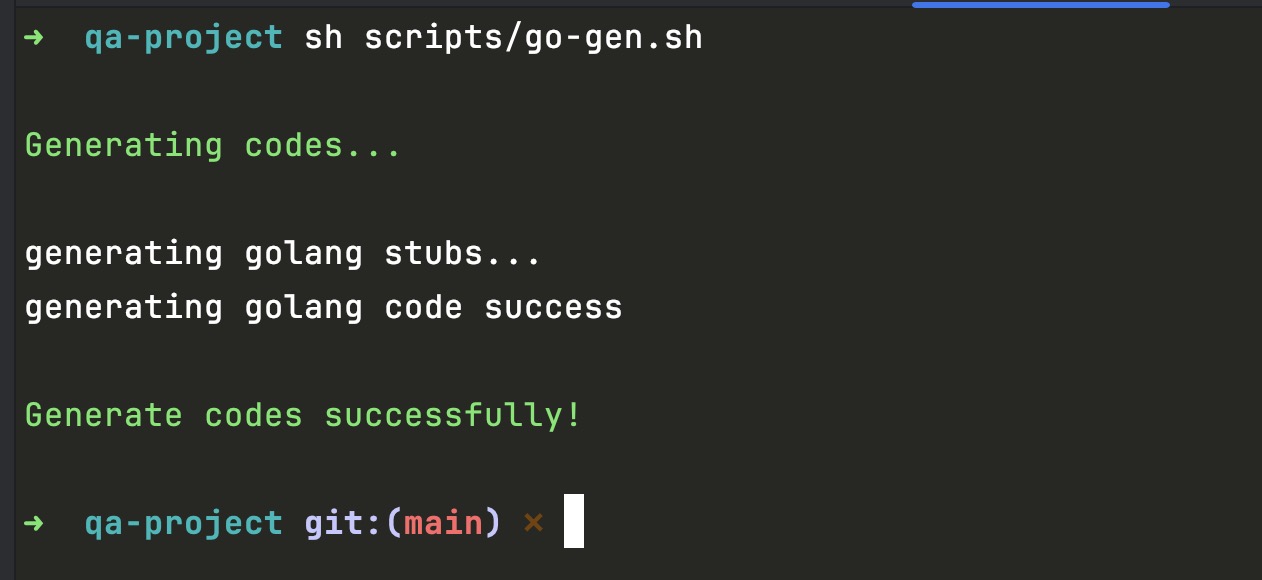 ➜ qa-project sh scripts/go-gen.sh
Generating codes...
generating golang stubs...
generating golang code success
Generate codes successfully!
➜ qa-project git:(main) ✗